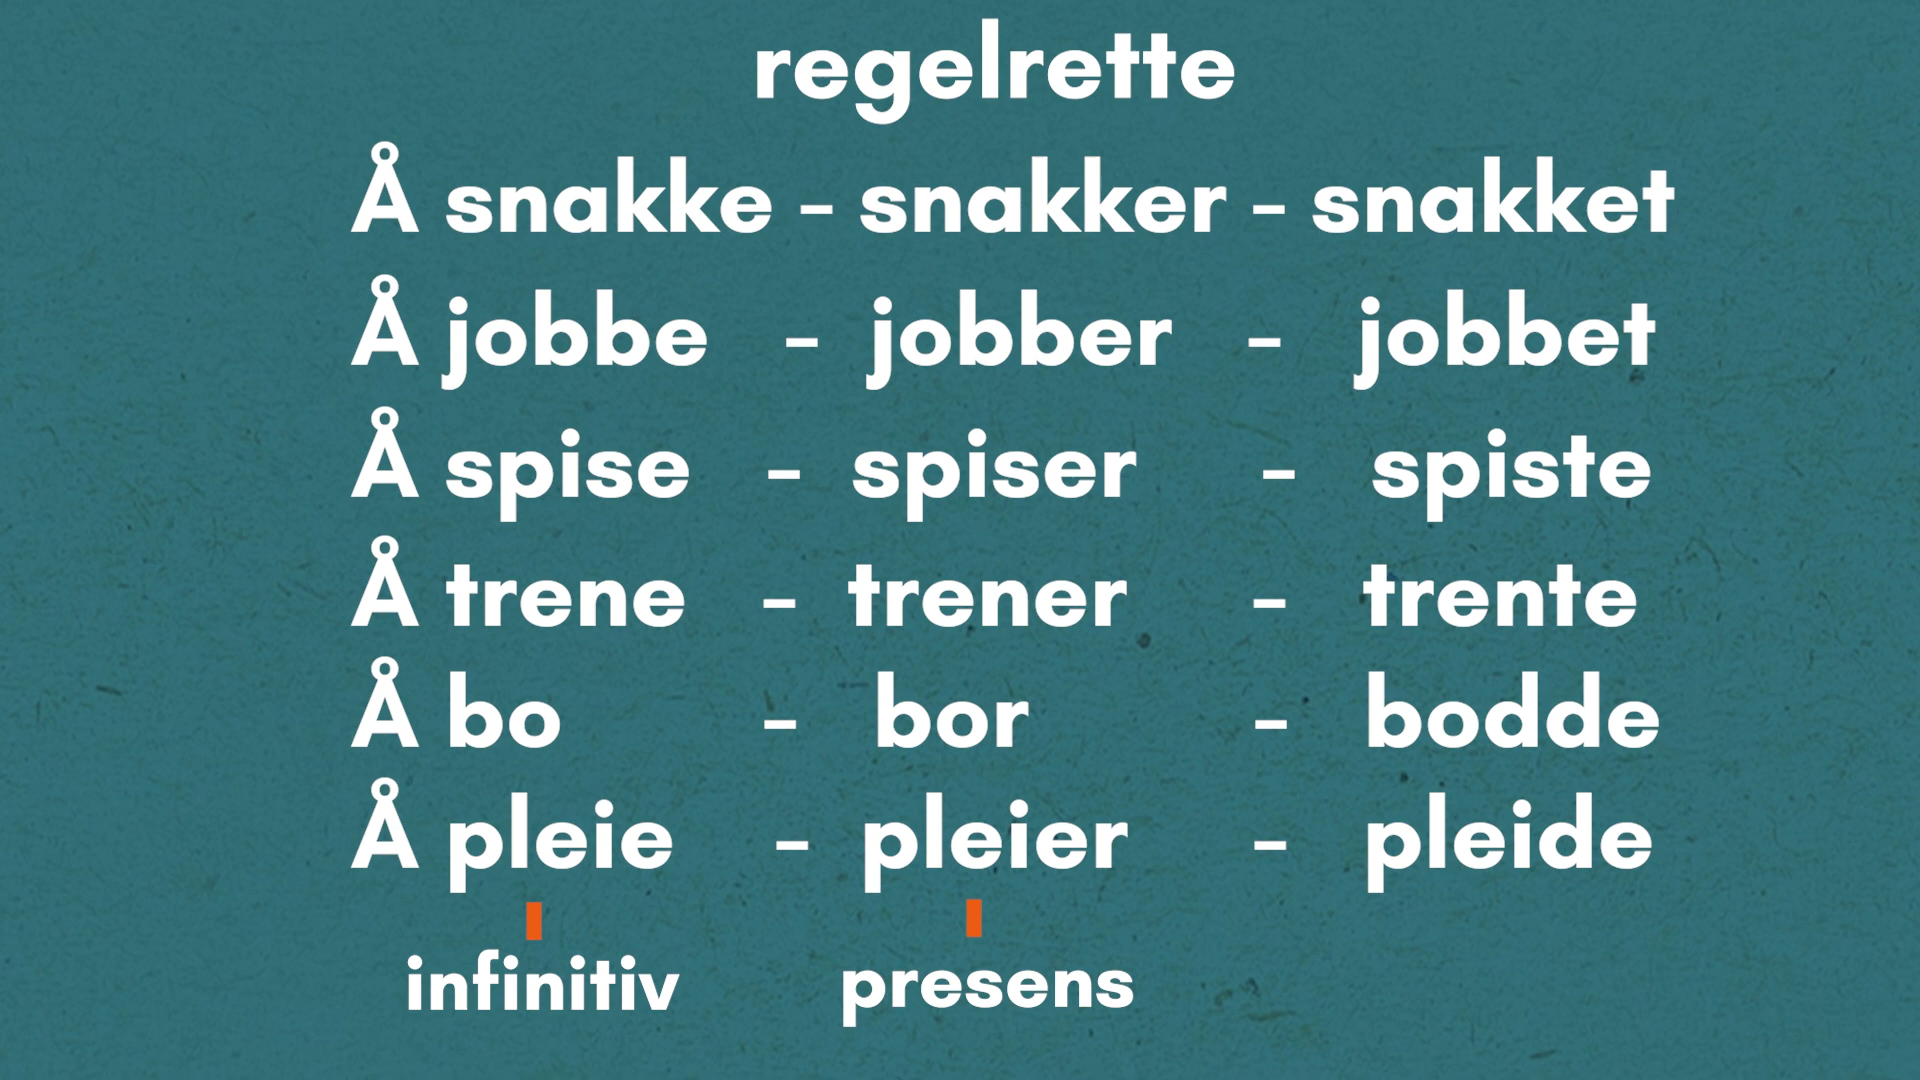 regelrette
Å snakke - snakker - snakket
Å jobbe - jobber - jobbet
Å spise - spiser - spiste
Å trene - trener - trente
Å bo - bor - bodde
Å pleie - pleier - pleide
infinitiv presens